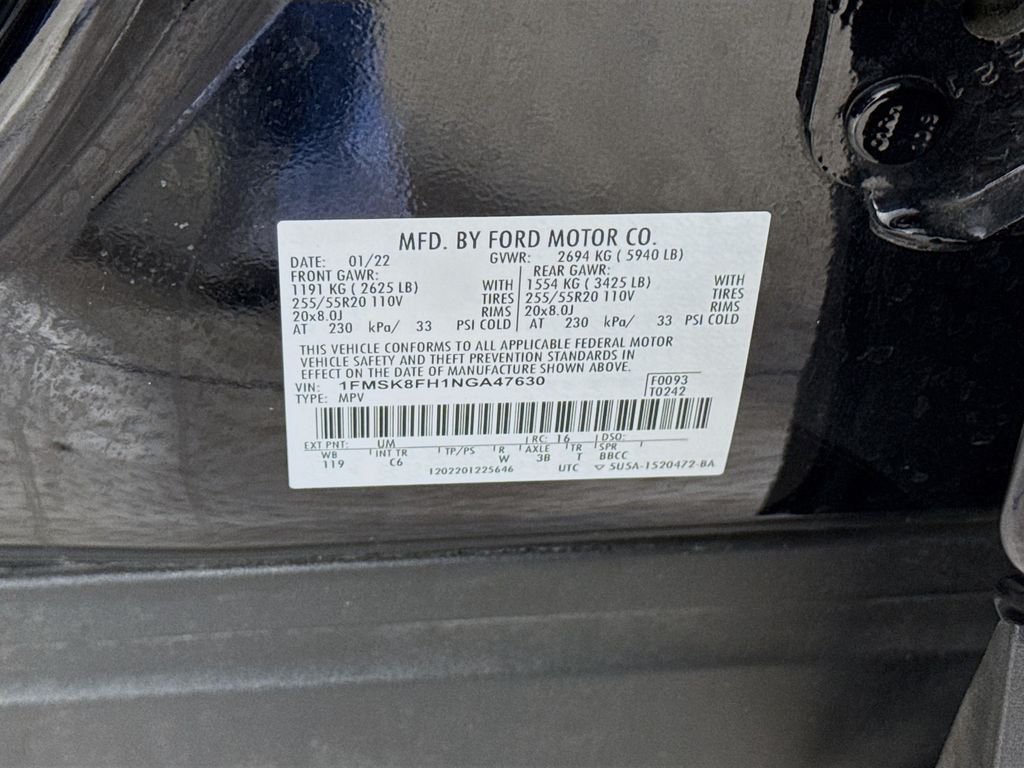 MFD. BY FORD MOTOR CO.
DATE: 01/22 GVWR: 2694 KG ( 5940 LB)
FRONT GAWR: REAR GAWR:
1191 KG ( 2625 LB) WITH 1554 KG ( 3425 LB) WITH
255/55R20 110V TIRES 255/55R20 110V TIRES
20x8.0J RIMS 20x8.0J RIMS
AT 230 kPa/ 33 PSI COLD AT 230 kPa/ 33 PSI COLD
THIS VEHICLE CONFORMS TO ALL APPLICABLE FEDERAL MOTOR
VEHICLE SAFETY AND THEFT PREVENTION STANDARDS IN
EFFECT ON THE DATE OF MANUFACTURE SHOWN ABOVE.
VIN: 1FMSK8FH1NGA47630 F0093
TYPE: MPV T0242
EXT PNT: UM RC: 16 DSO:
WB INT TR TP/PS R AXLE TR SPR
119 C6 W 3B T BBCC
1202201225646 UTC ▽ 5U5A-1520472-BA